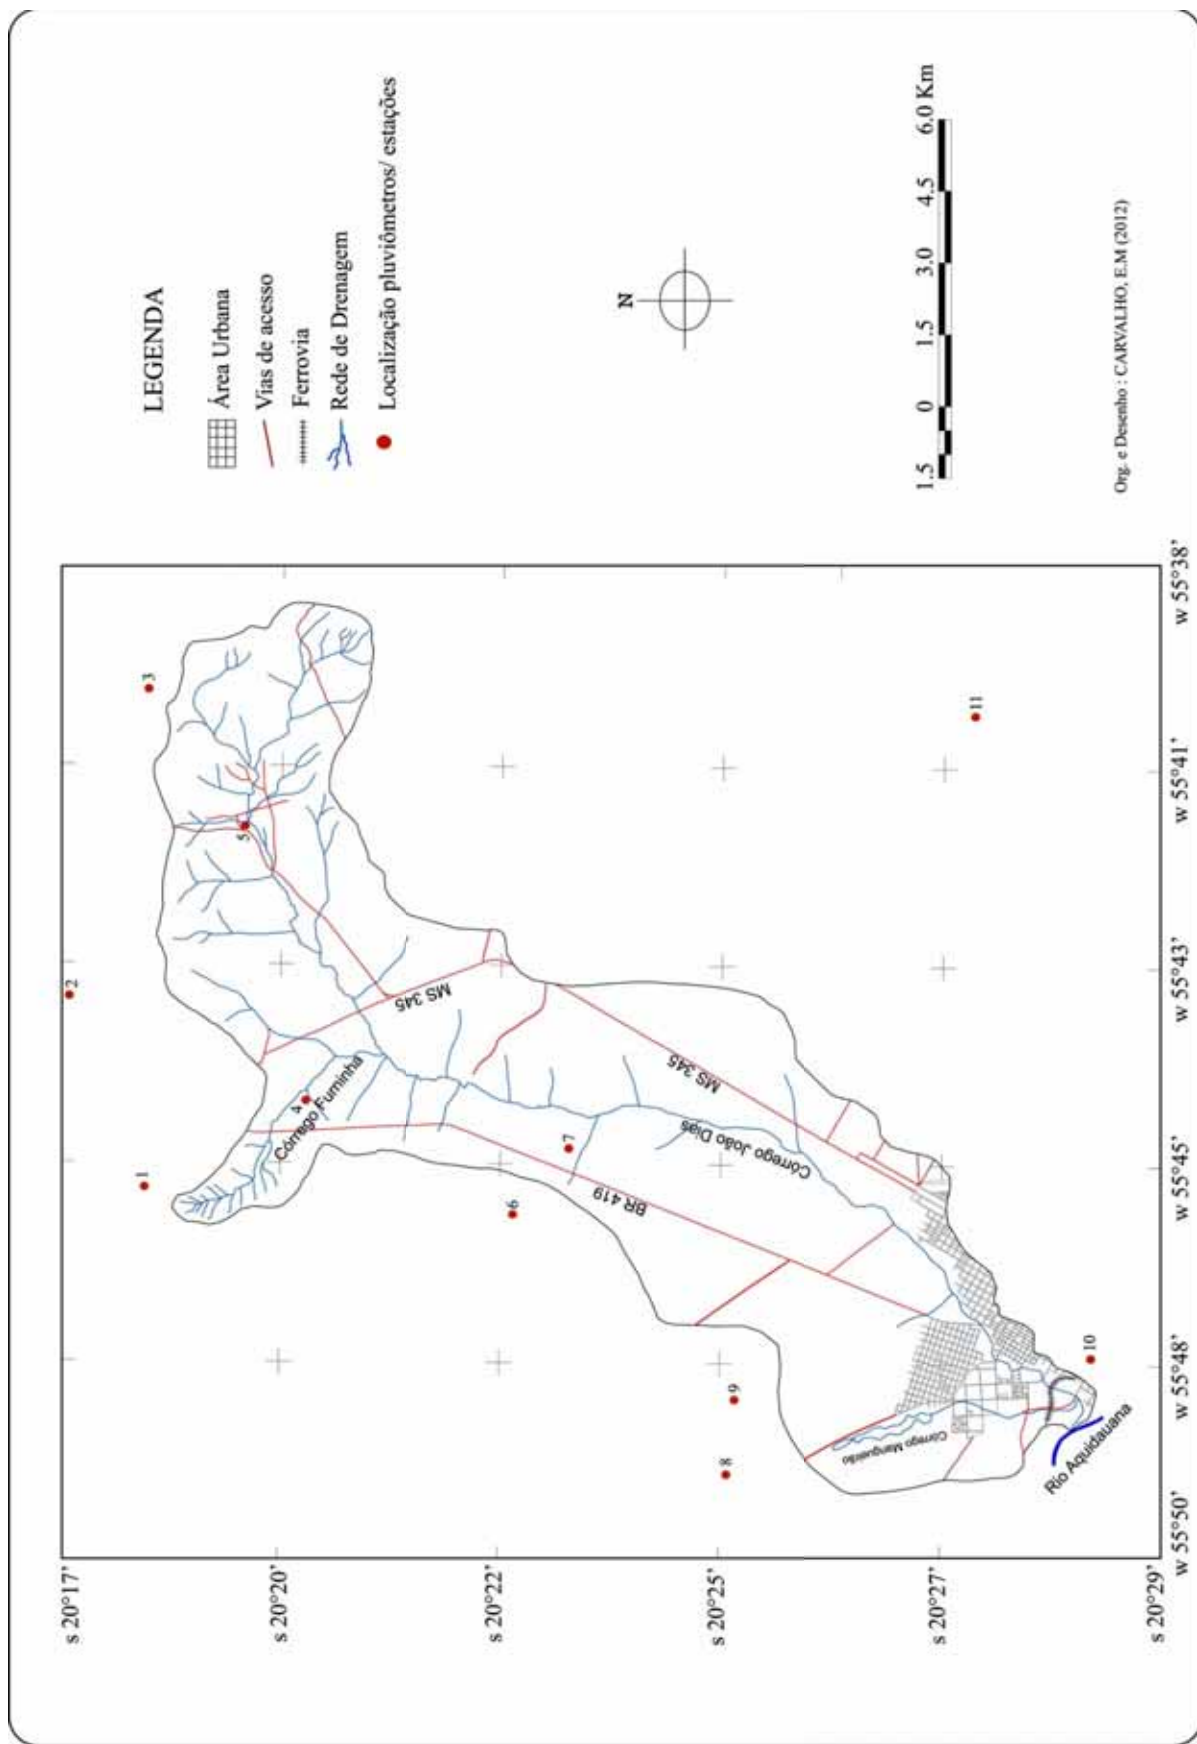 s 20°17'
s 20°20'
s 20°22'
s 20°25'
s 20°27'
s 20°29'
2
1
3
5
4
Córrego Fuminha
MS 345
6
7
BR 419
MS 345
Córrego João Dias
8
9
11
Córrego Mangueirão
10
Rio Aquidauana
w 55°50' w 55°48' w 55°45' w 55°43' w 55°41' w 55°38'
LEGENDA
Área Urbana
Vias de acesso
Ferrovia
Rede de Drenagem
Localização pluviômetros/ estações
N
1.5 0 1.5 3.0 4.5 6.0 Km
Org. e Desenho : CARVALHO, E.M (2012)